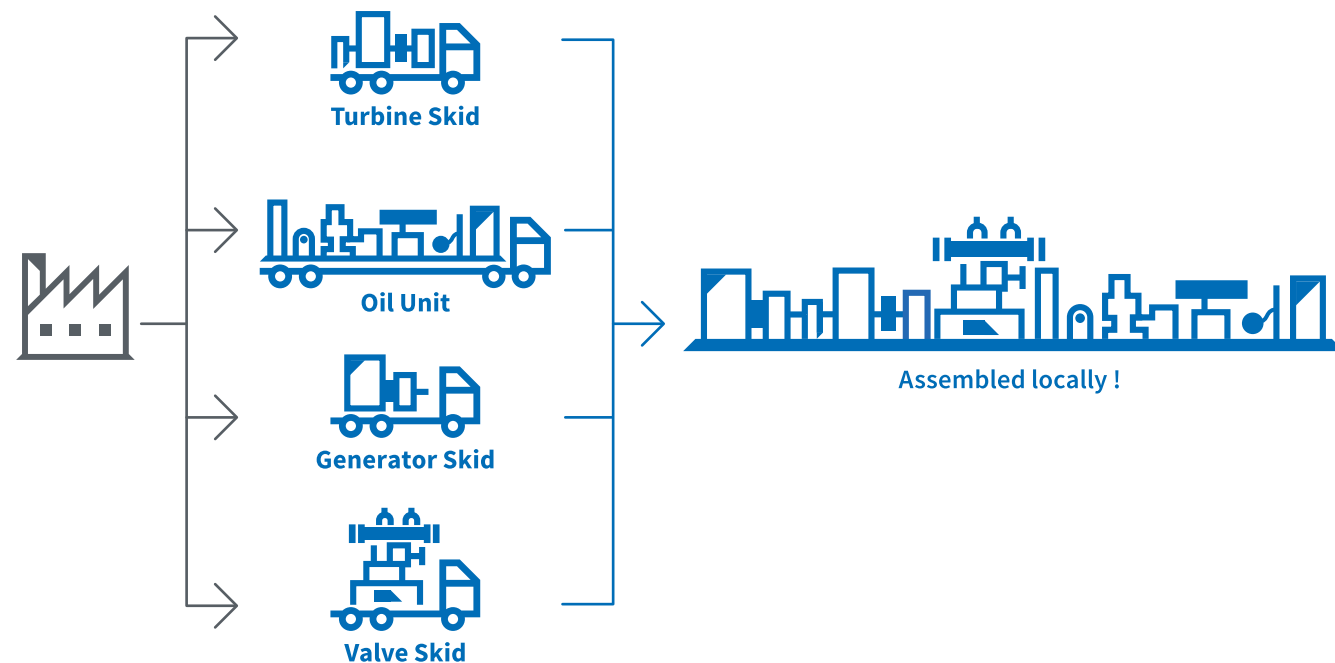 Turbine Skid
Oil Unit
Generator Skid
Valve Skid
Assembled locally !